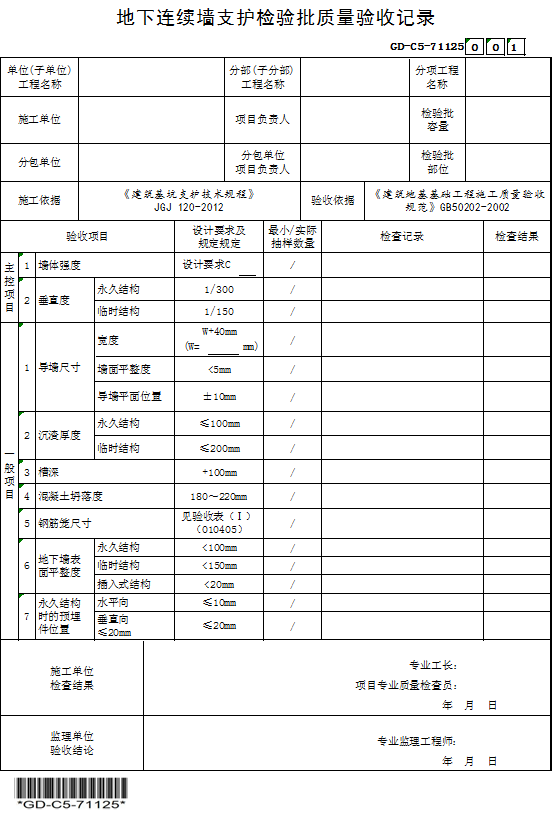 地下连续墙支护检验批质量验收记录
GD-C5-71125 0 0 1
单位(子单位)
工程名称
分部(子分部)
工程名称
分项工程
名称
施工单位
项目负责人
检验批
容量
分包单位
分包单位
项目负责人
检验批
部位
施工依据
《建筑基坑支护技术规程》
JGJ 120-2012
验收依据
《建筑地基基础工程施工质量验收
规范》GB50202-2002
验收项目
设计要求及
规定规定
最小/实际
抽样数量
检查记录
检查结果
主控项目
1 墙体强度 设计要求C /
2 垂直度 永久结构 1/300 /
临时结构 1/150 /
一般项目
1 导墙尺寸 宽度
W+40mm
(W= mm) /
墙面平整度 <5mm /
导墙平面位置 ±10mm /
2 沉渣厚度 永久结构 ≤100mm /
临时结构 ≤200mm /
3 槽深 +100mm /
4 混凝土坍落度 180～220mm /
5 钢筋笼尺寸
见验收表（Ⅰ）
(010405) /
6 地下墙表
面平整度
永久结构 <100mm /
临时结构 <150mm /
插入式结构 <20mm /
7 永久结构
时的预埋
件位置
水平向 ≤10mm /
垂直向
≤20mm
≤20mm /
施工单位
检查结果
专业工长：
项目专业质量检查员：
年 月 日
监理单位
验收结论
专业监理工程师：
年 月 日
*GD-C5-71125*